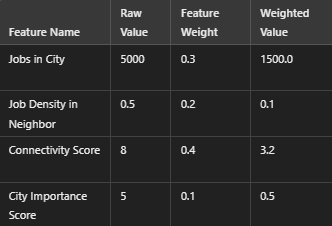 Feature Name Raw Value Feature Weight Weighted Value
Jobs in City 5000 0.3 1500.0
Job Density in Neighbor 0.5 0.2 0.1
Connectivity Score 8 0.4 3.2
City Importance Score 5 0.1 0.5